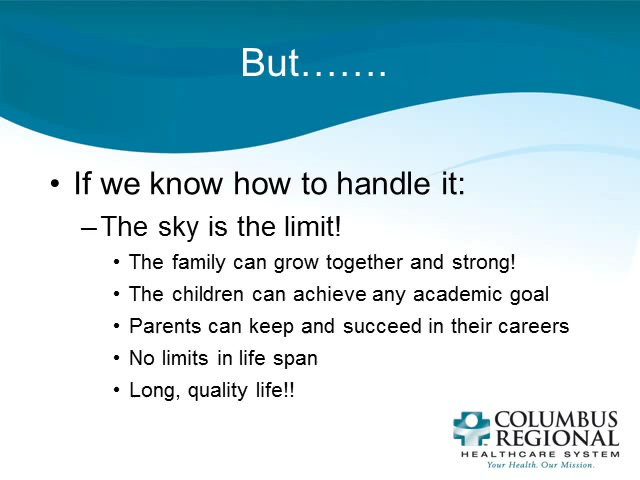 But…….
• If we know how to handle it:
–The sky is the limit!
• The family can grow together and strong!
• The children can achieve any academic goal
• Parents can keep and succeed in their careers
• No limits in life span
• Long, quality life!!
COLUMBUS
REGIONAL
HEALTHCARE SYSTEM
Your Health. Our Mission.